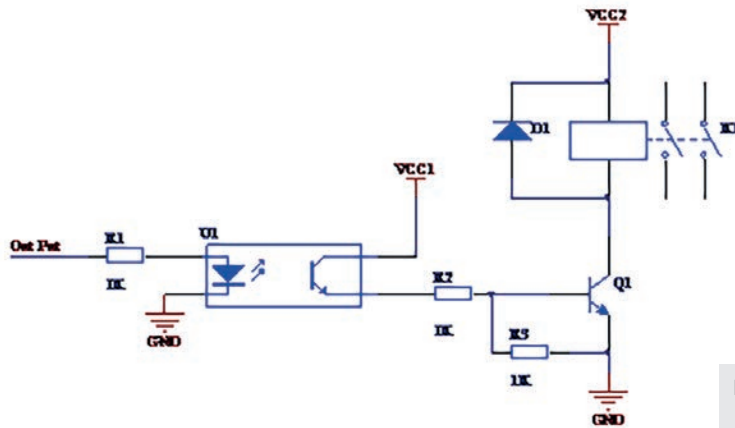 VCC2
D1
VCC1
Out Put
R1
U1
1K
GND
R2
1K
Q1
R3
1K
GND